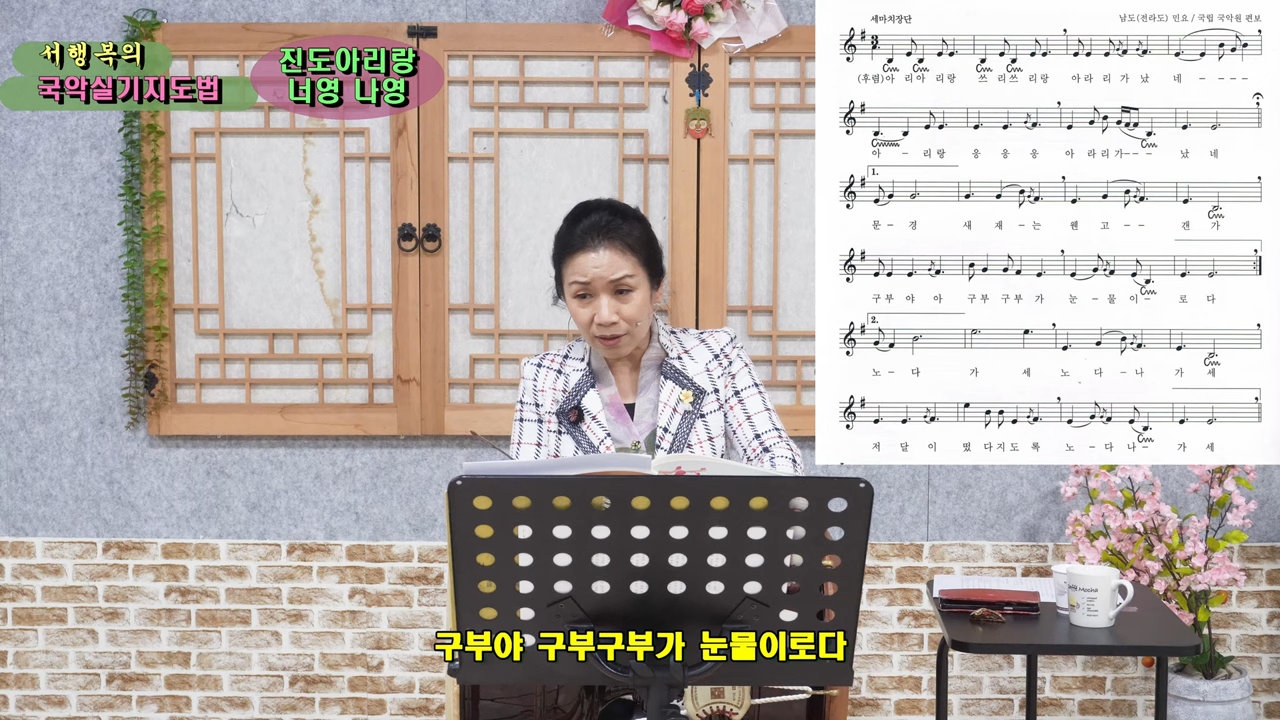 서행복의
국악실기지도법
진도아리랑
너영 나영
세마치장단
남도(전라도) 민요 / 국립 국악원 편보
(후렴)아 리아 리랑 쓰리쓰 리랑 아라리가 났 네 - - - -
아 - 리랑 응 응 응 아 라리가 - - - 났 네
1.
문 - 경 새 재 - 는 웬 고 - - 갠 가
구부 야 아 구부 구부 가 눈 - 물 이 - 로 다
2.
노 - 다 가 세 노 다 - 나 가 세
저 달 이 떴 다지도 록 노 - 다 나 - 가 세
구부야 구부구부가 눈물이로다